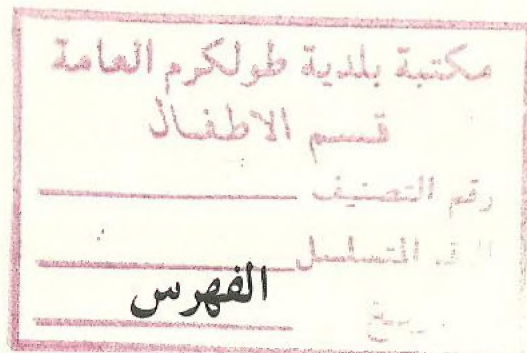 مكتبة بلدية طولكرم العامة
قسم الاطفال
رقم التصنيف
التسلسل
الفهرس